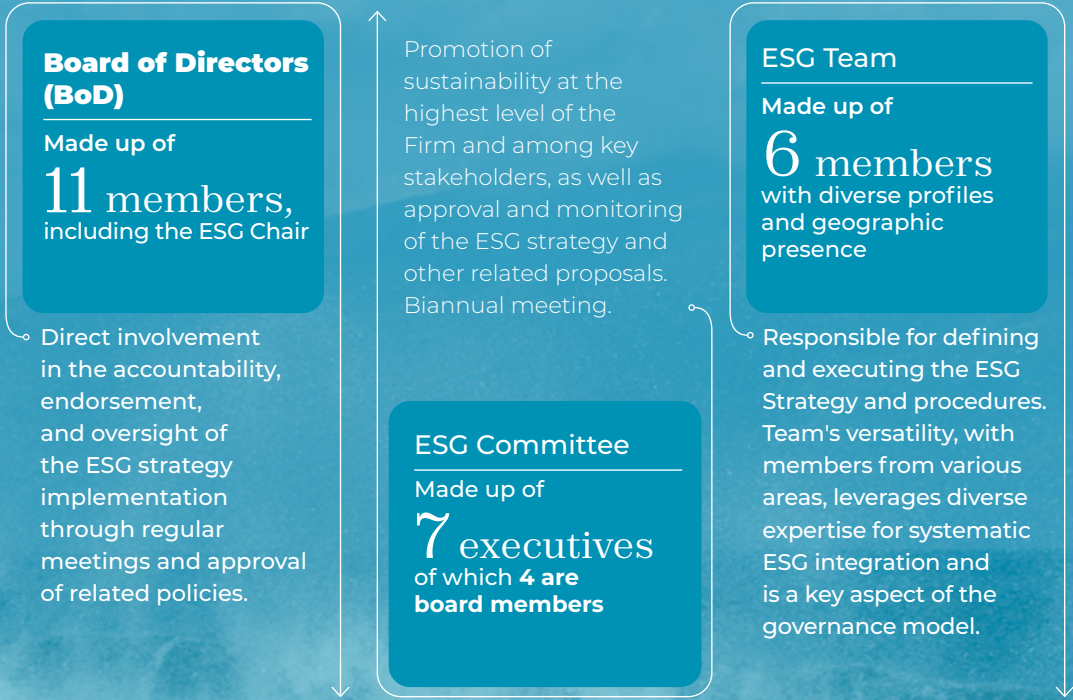 Board of Directors
(BoD)
Made up of
11 members,
including the ESG Chair
Direct involvement
in the accountability,
endorsement,
and oversight of
the ESG strategy
implementation
through regular
meetings and approval
of related policies.
Promotion of
sustainability at the
highest level of the
Firm and among key
stakeholders, as well as
approval and monitoring
of the ESG strategy and
other related proposals.
Biannual meeting.
ESG Committee
Made up of
7 executives
of which 4 are
board members
ESG Team
Made up of
6 members
with diverse profiles
and geographic
presence
Responsible for defining
and executing the ESG
Strategy and procedures.
Team's versatility, with
members from various
areas, leverages diverse
expertise for systematic
ESG integration and
is a key aspect of the
governance model.